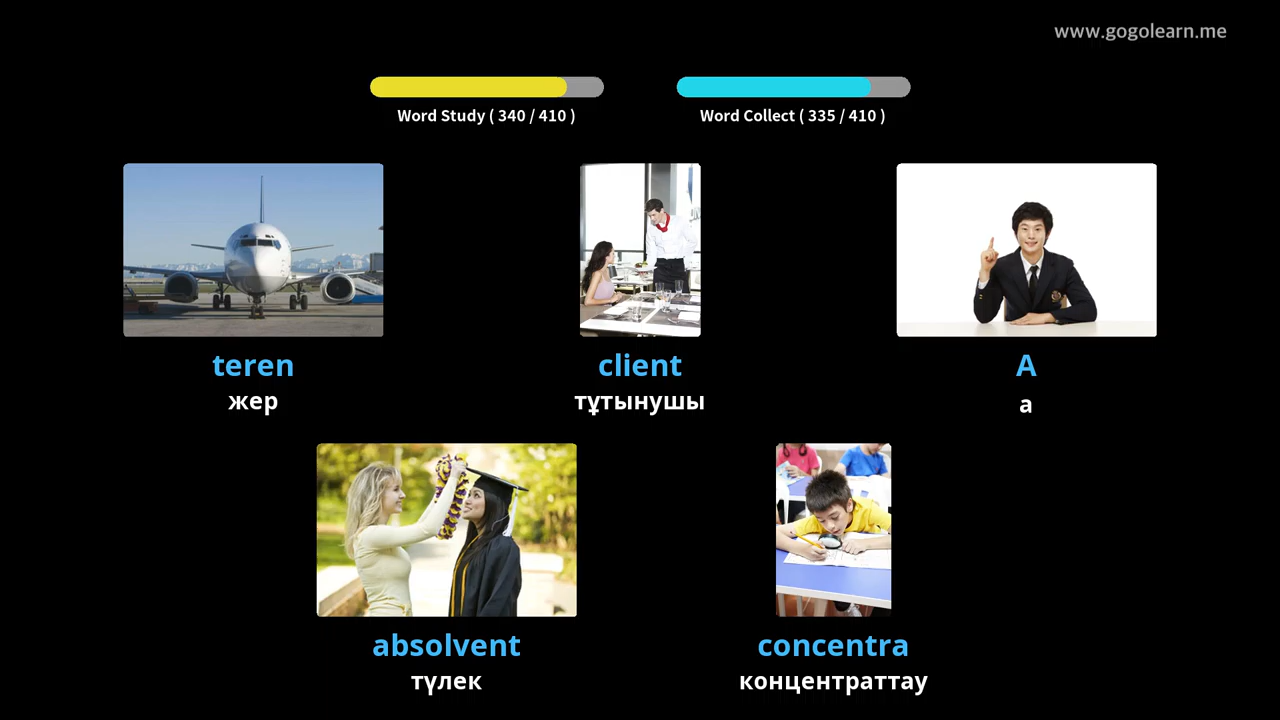 www.gogolearn.me
Word Study ( 340 / 410 )
Word Collect ( 335 / 410 )
teren
жер
client
тұтынушы
A
а
absolvent
түлек
concentra
концентраттау